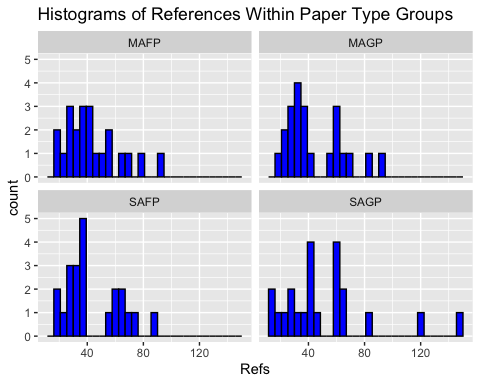 Histograms of References Within Paper Type Groups
MAFP
MAGP
5
4
3
2
1
0
SAFP
SAGP
5
4
3
2
1
0
count
40
80
120
40
80
120
Refs